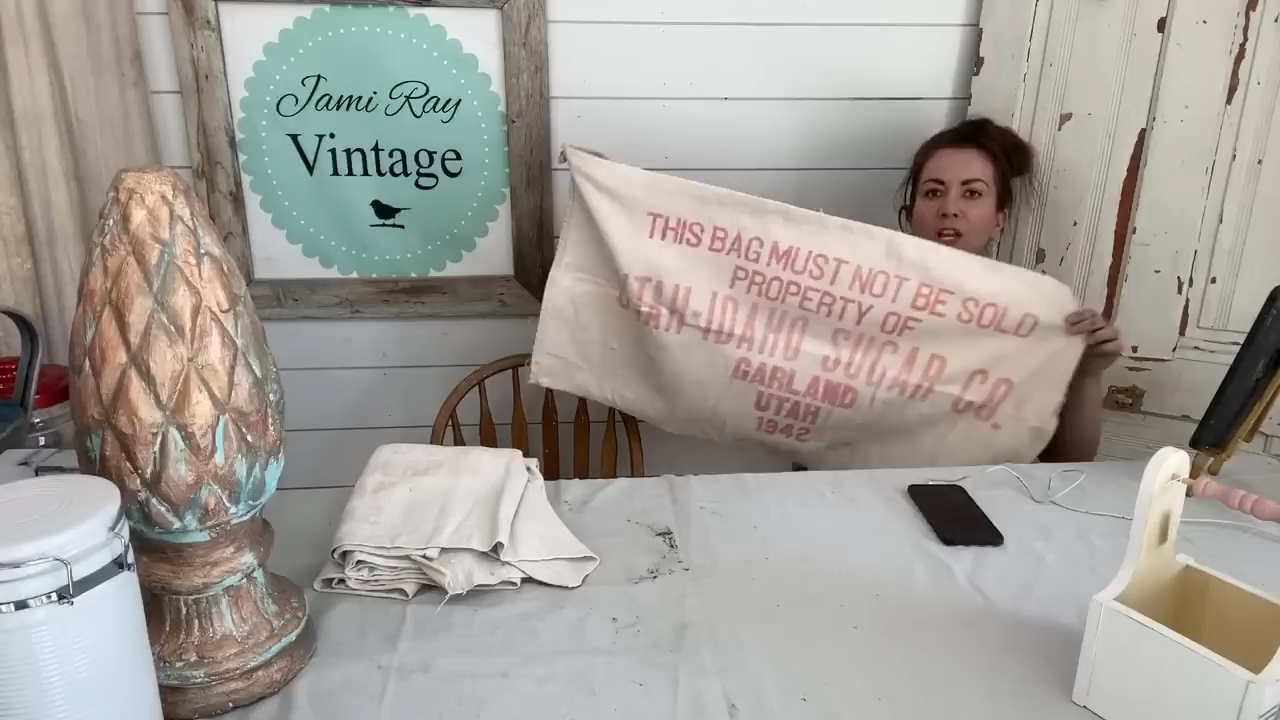 Jami Ray
Vintage
THIS BAG MUST NOT BE SOLD
PROPERTY OF
UTAH-IDAHO SUGAR CO.
GARLAND
UTAH
1942